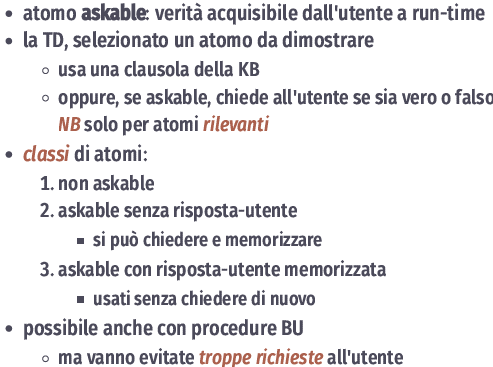 • atomo askable: verità acquisibile dall'utente a run-time
• la TD, selezionato un atomo da dimostrare
◦ usa una clausola della KB
◦ oppure, se askable, chiede all'utente se sia vero o falso
NB solo per atomi rilevanti
• classi di atomi:
1. non askable
2. askable senza risposta-utente
▪ si può chiedere e memorizzare
3. askable con risposta-utente memorizzata
▪ usati senza chiedere di nuovo
• possibile anche con procedure BU
◦ ma vanno evitate troppe richieste all'utente